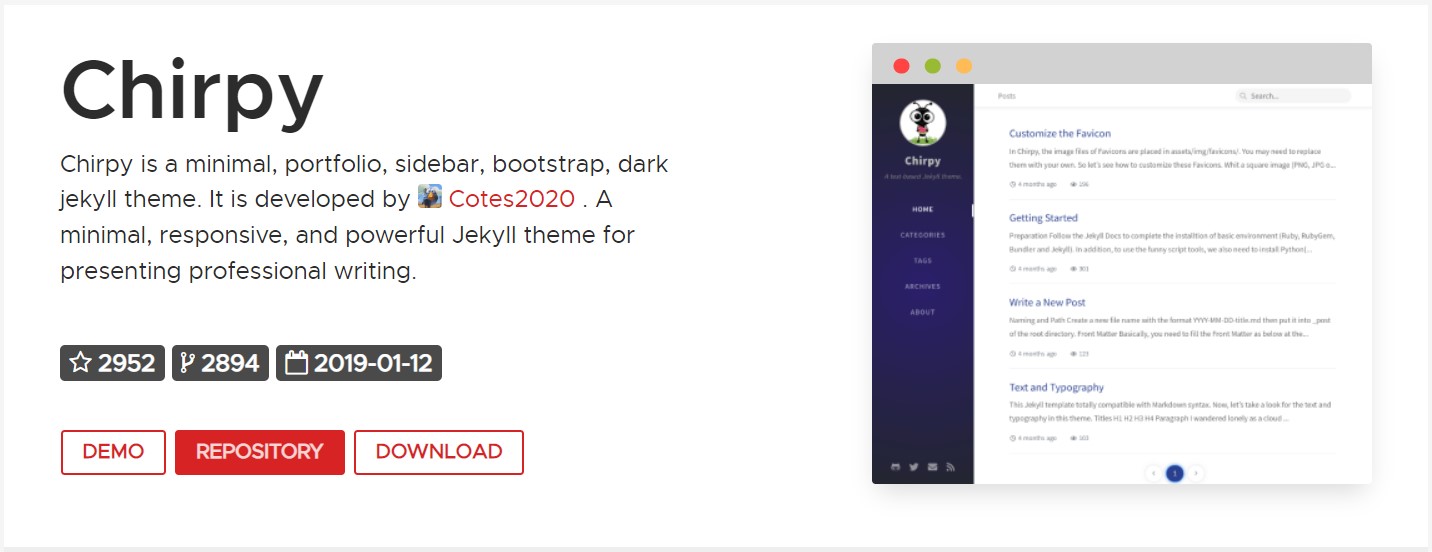 Chirpy
Chirpy is a minimal, portfolio, sidebar, bootstrap, dark
jekyll theme. It is developed by Cotes2020 . A
minimal, responsive, and powerful Jekyll theme for
presenting professional writing.
2952 2894 2019-01-12
DEMO REPOSITORY DOWNLOAD
Posts
Search...
Chirpy
A text-based Jekyll theme.
HOME
CATEGORIES
TAGS
ARCHIVES
ABOUT
Customize the Favicon
In Chirpy, the image files of Favicons are placed in assets/img/favicons/. You may need to replace
them with your own. So let's see how to customize these Favicons. Whit a square image (PNG, JPG o...
4 months ago 196
Getting Started
Preparation Follow the Jekyll Docs to complete the installtion of basic environment (Ruby, RubyGem,
Bundler and Jekyll). In addition, to use the funny script tools, we also need to install Python(...
4 months ago 301
Write a New Post
Naming and Path Create a new file name with the format YYYY-MM-DD-title.md then put it into _post
of the root directory. Front Matter Basically, you need to fill the Front Matter as below at the...
4 months ago 123
Text and Typography
This Jekyll template totally compatible with Markdown syntax. Now, let's take a look for the text and
typography in this theme. Titles H1 H2 H3 H4 Paragraph I wandered lonely as a cloud ...
4 months ago 103
1